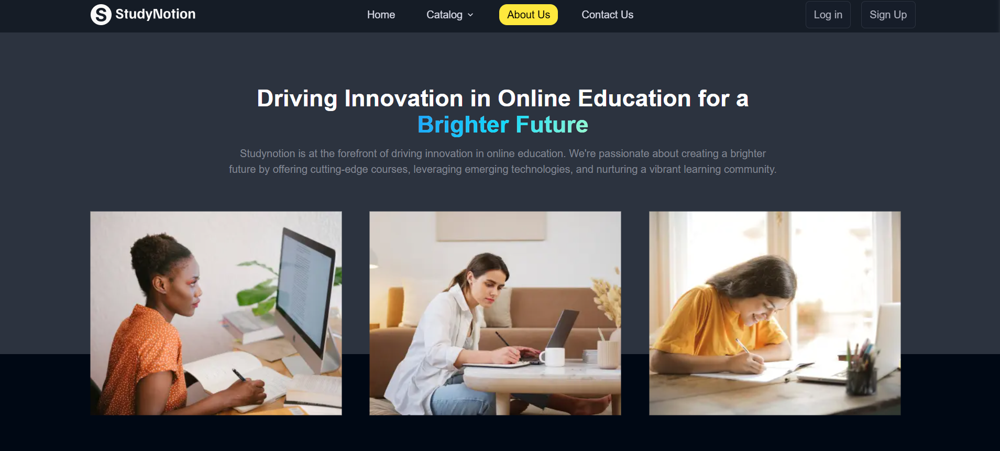 S StudyNotion
Home
Catalog
About Us
Contact Us
Log in
Sign Up
Driving Innovation in Online Education for a
Brighter Future
Studynotion is at the forefront of driving innovation in online education. We're passionate about creating a brighter
future by offering cutting-edge courses, leveraging emerging technologies, and nurturing a vibrant learning community.